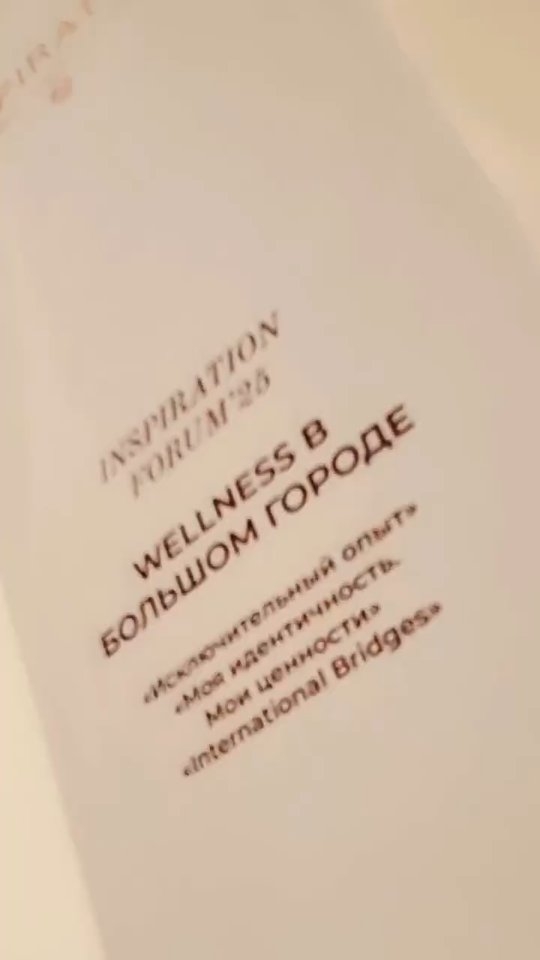 INSPIRATION
FORUM'25
WELLNESS В
БОЛЬШОМ ГОРОДЕ
«Исключительный опыт»
«Моя идентичность.
Мои ценности»
«International Bridges»